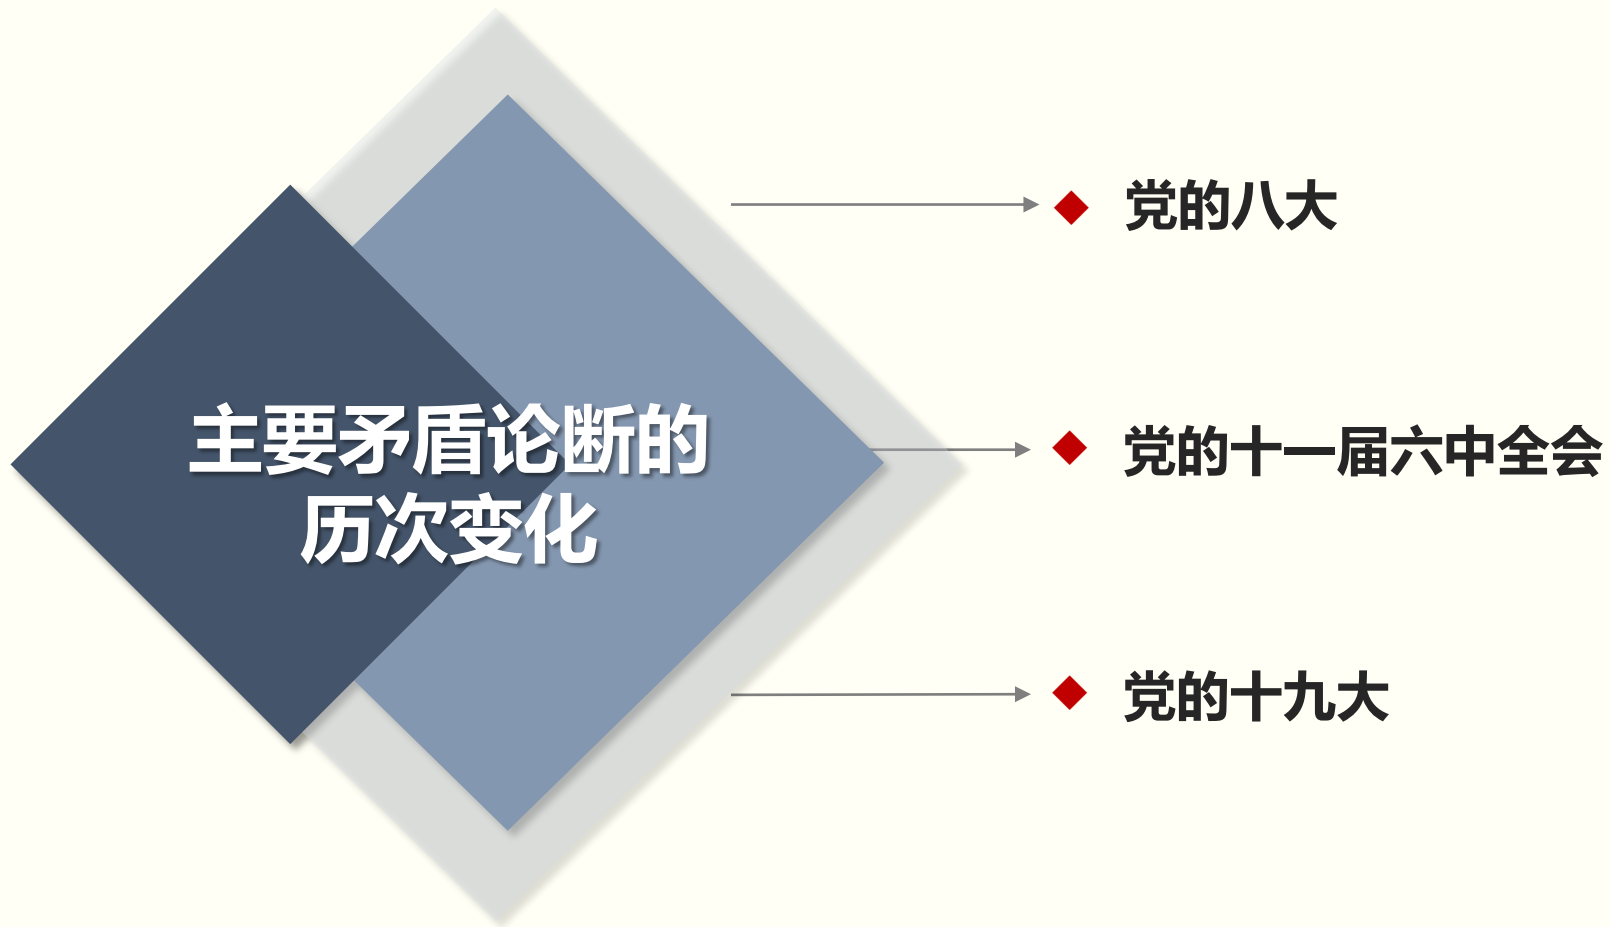 主要矛盾论断的
历次变化
党的八大
党的十一届六中全会
党的十九大